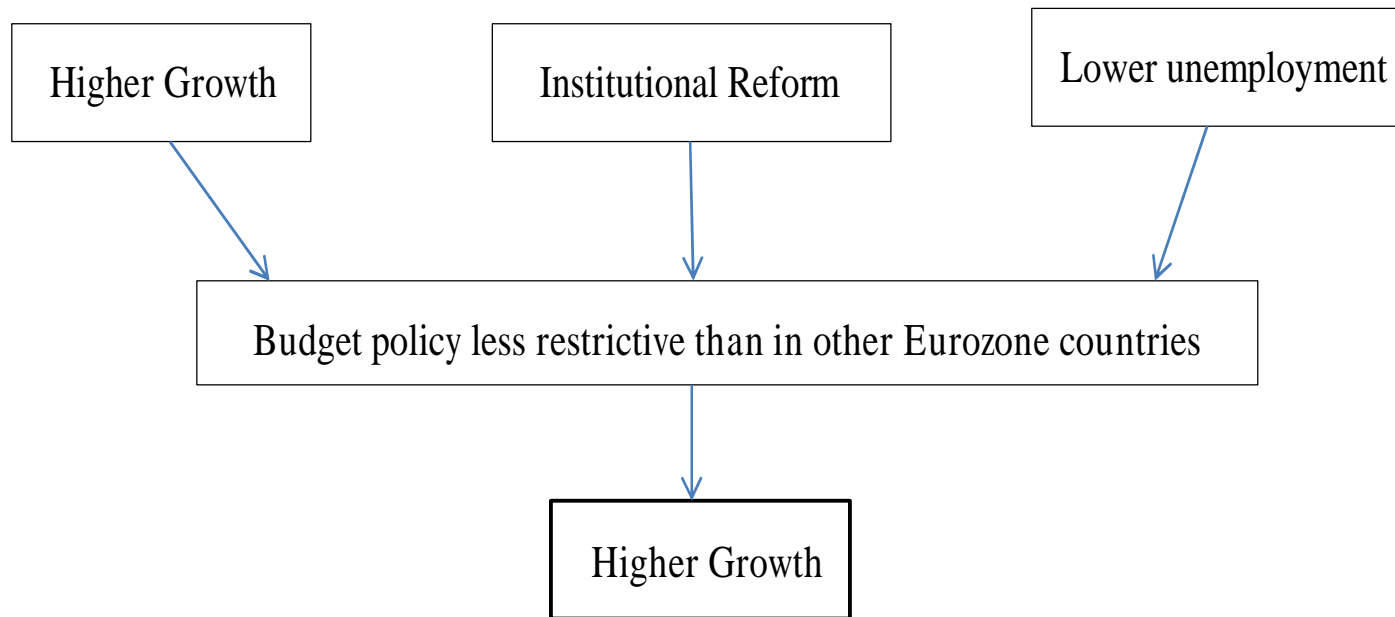 Higher Growth
Institutional Reform
Lower unemployment
Budget policy less restrictive than in other Eurozone countries
Higher Growth